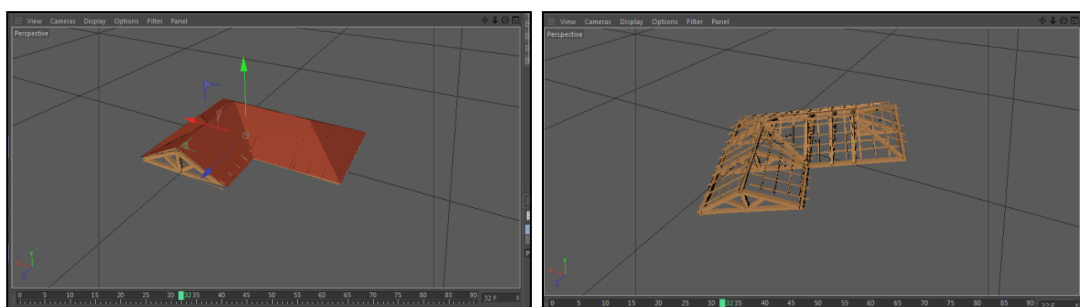 View Cameras Display Options Filter Panel
Perspective
Y
X
Z
0 5 10 15 20 25 30 32 35 40 45 50 55 60 65 70 75 80 85 90 32 F
View Cameras Display Options Filter Panel
Perspective
Y
X
Z
0 5 10 15 20 25 30 32 35 40 45 50 55 60 65 70 75 80 85 90 32 F